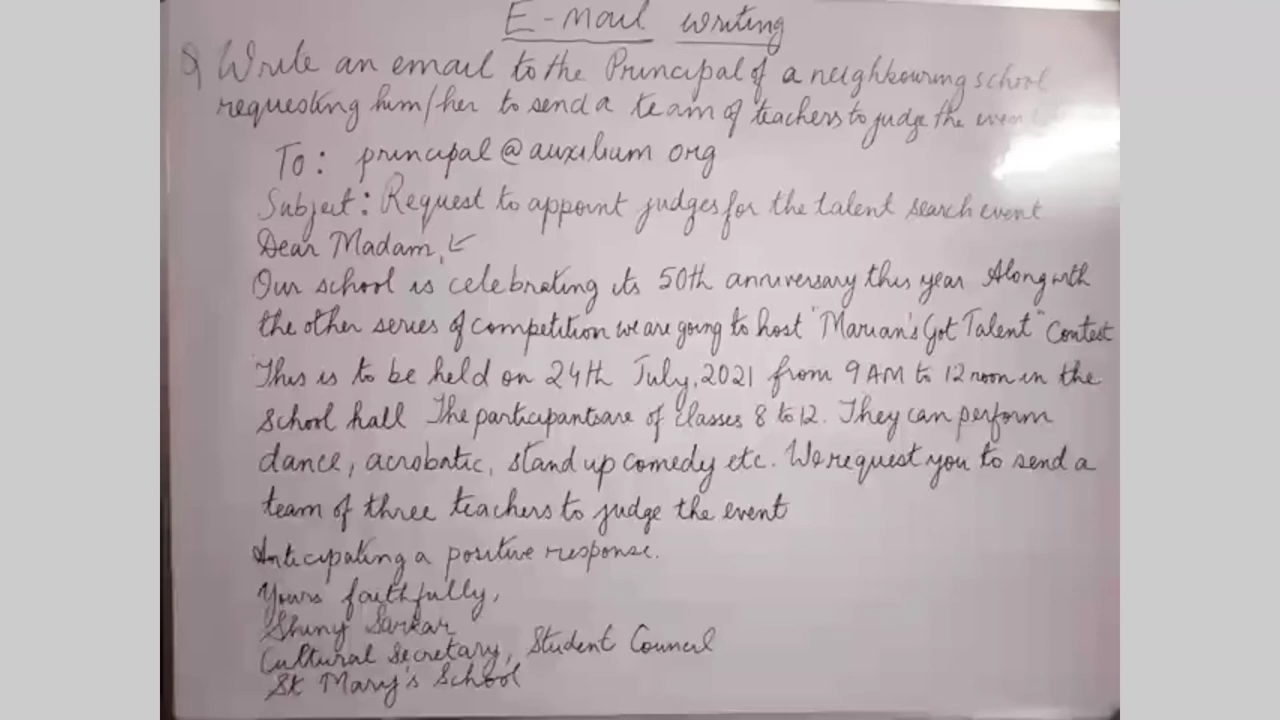 E-mail writing
Q Write an email to the Principal of a neighbouring school
requesting him/her to send a team of teachers to judge the event
To: principal@auxilium org
Subject: Request to appoint judges for the talent search event
Dear Madam,
Our school is celebrating its 50th anniversary this year Along with
the other series of competition we are going to host "Marian's Got Talent" Contest
This is to be held on 24th July, 2021 from 9 AM to 12 noon in the
School hall The participants are of classes 8 to 12. They can perform
dance, acrobatic, stand up comedy etc. We request you to send a
team of three teachers to judge the event
Anticipating a positive response.
Yours faithfully,
Shiny Sarkar
Cultural Secretary, Student Council
St Mary's School